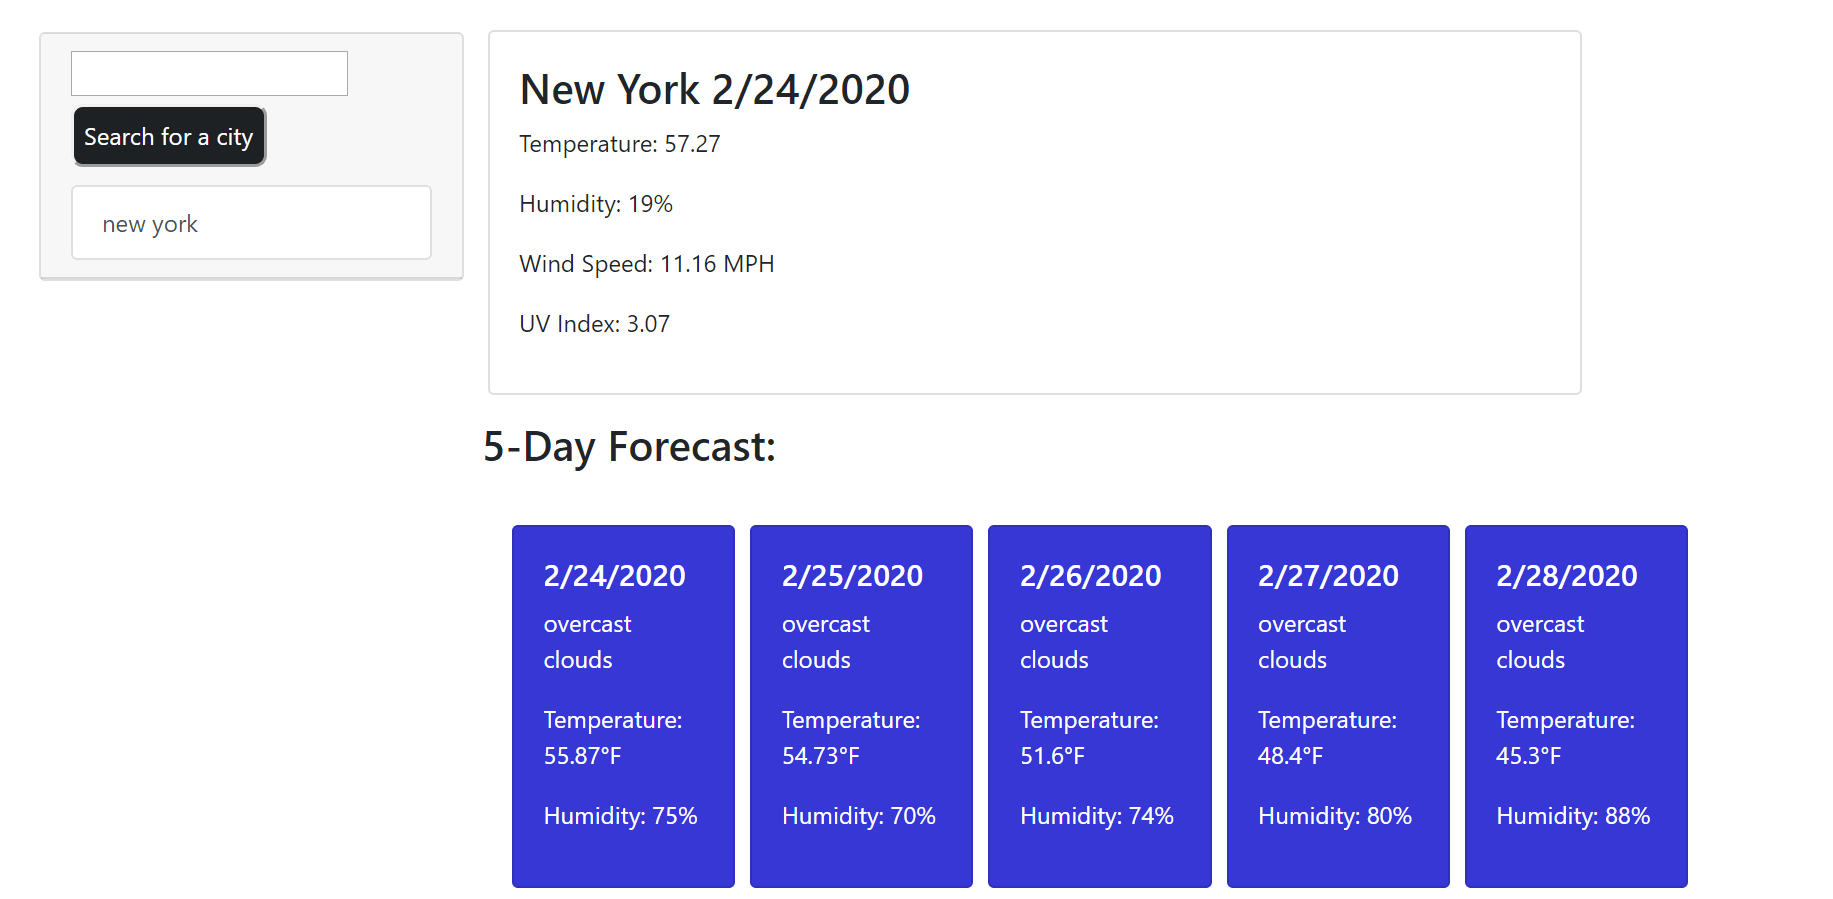 Search for a city
new york
New York 2/24/2020
Temperature: 57.27
Humidity: 19%
Wind Speed: 11.16 MPH
UV Index: 3.07
5-Day Forecast:
2/24/2020
overcast
clouds
Temperature:
55.87°F
Humidity: 75%
2/25/2020
overcast
clouds
Temperature:
54.73°F
Humidity: 70%
2/26/2020
overcast
clouds
Temperature:
51.6°F
Humidity: 74%
2/27/2020
overcast
clouds
Temperature:
48.4°F
Humidity: 80%
2/28/2020
overcast
clouds
Temperature:
45.3°F
Humidity: 88%